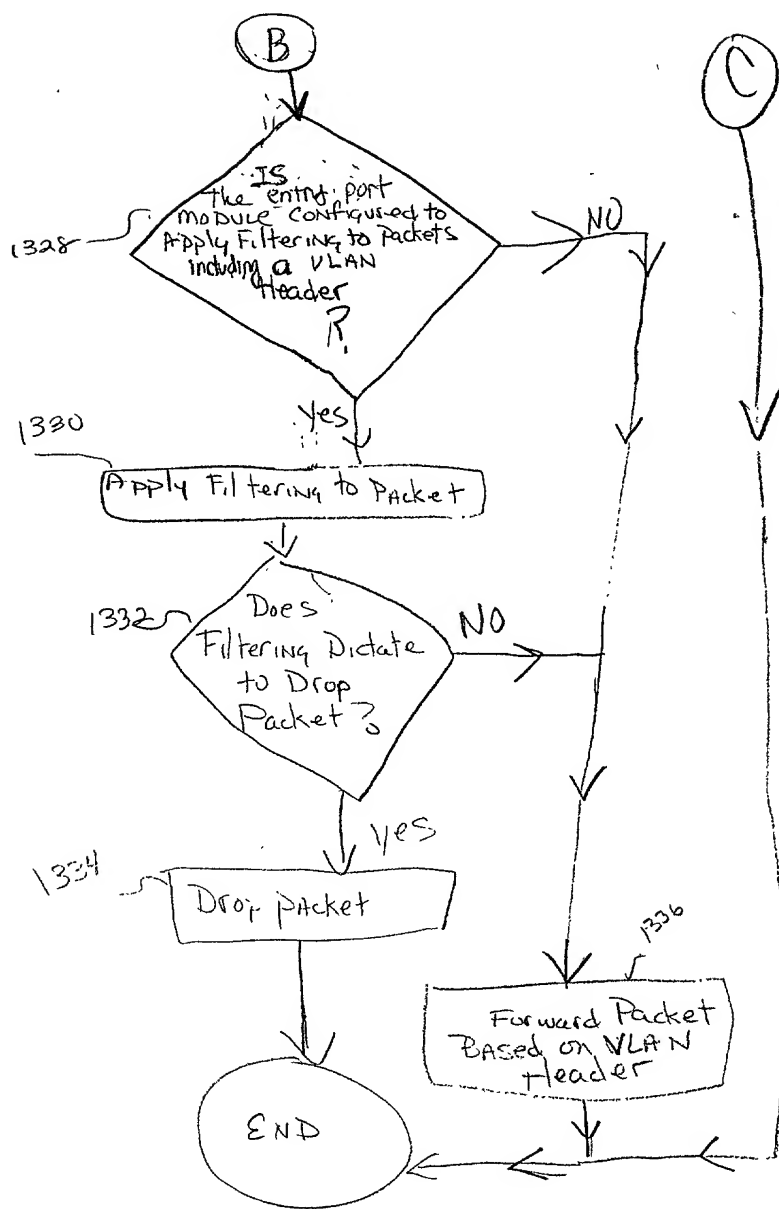 B
C
IS
the entry port
MODULE CONFIGURED to
APPly FilteriNG to Packets
including a VLAN
Header
?
1328
NO
Yes
1330
APPly FilteriNG to PAcket
1332
Does
FilteriNG Dictate
to Drop
Packet?
NO
Yes
1334
Drop pAcket
1336
Forward Packet
BAsed on VLAN
Header
END